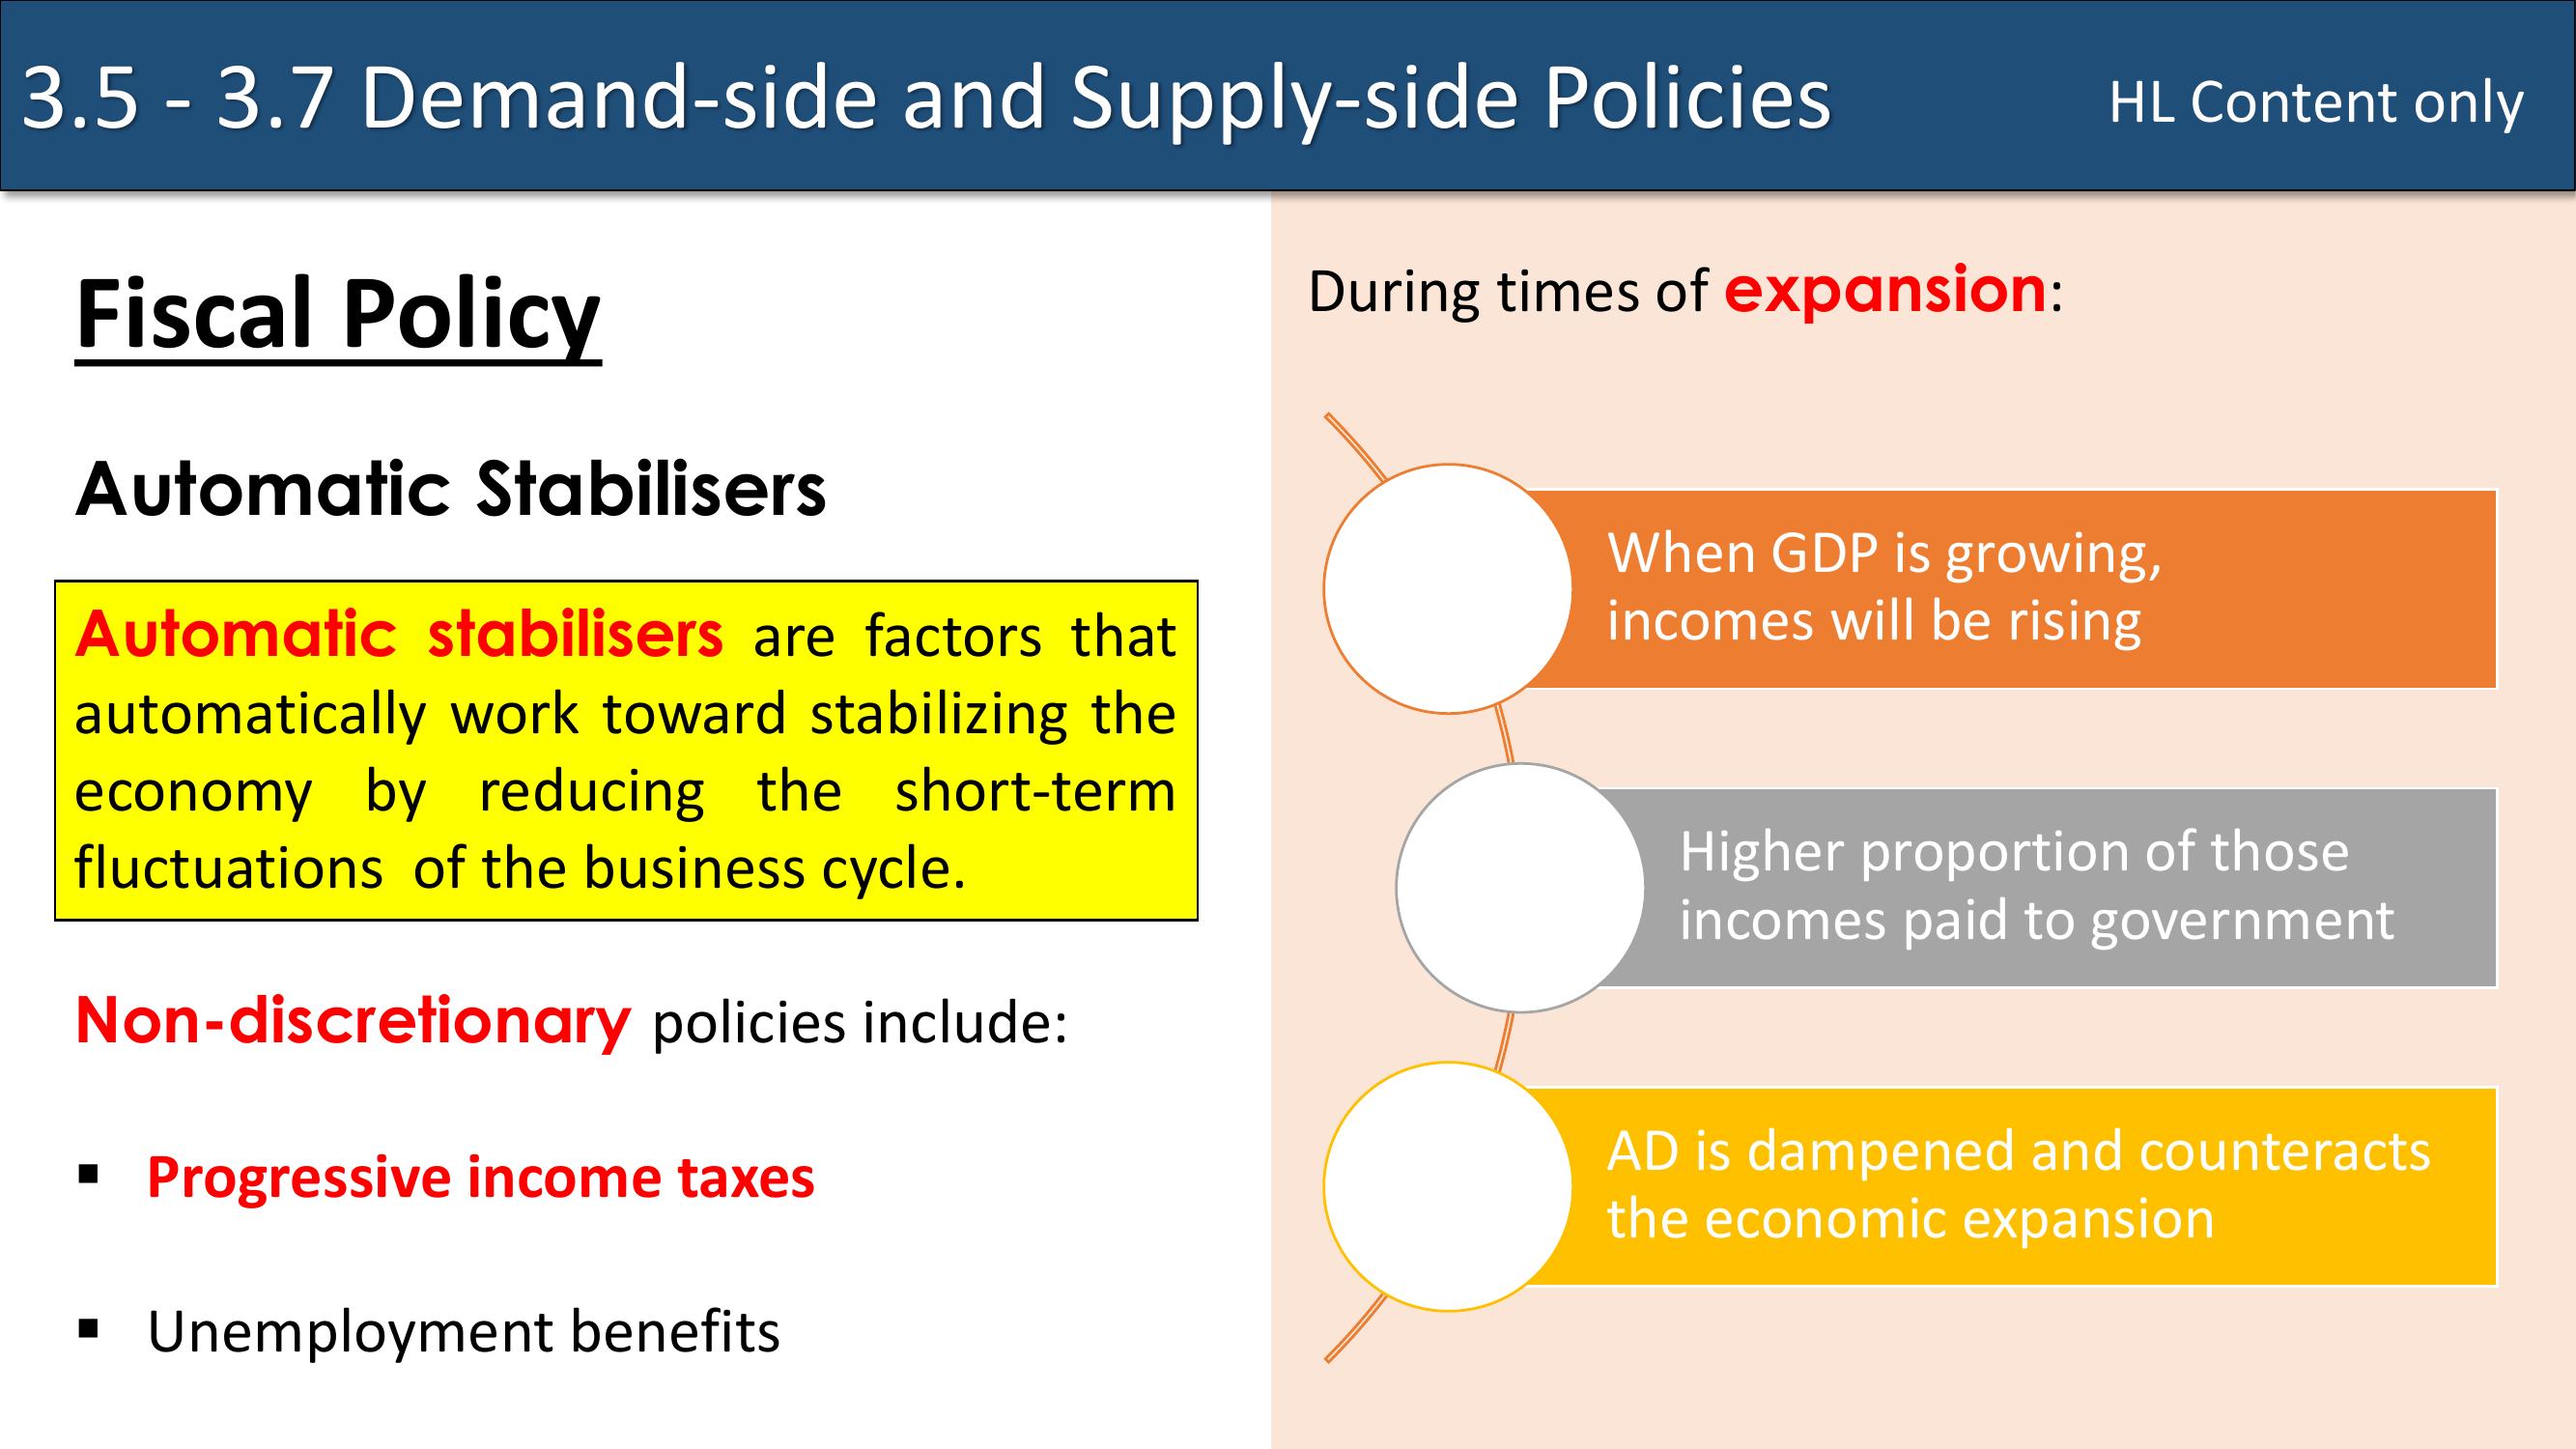 3.5 - 3.7 Demand-side and Supply-side Policies
HL Content only
Fiscal Policy
Automatic Stabilisers
Automatic stabilisers are factors that
automatically work toward stabilizing the
economy by reducing the short-term
fluctuations of the business cycle.
Non-discretionary policies include:
▪ Progressive income taxes
▪ Unemployment benefits
During times of expansion:
When GDP is growing,
incomes will be rising
Higher proportion of those
incomes paid to government
AD is dampened and counteracts
the economic expansion